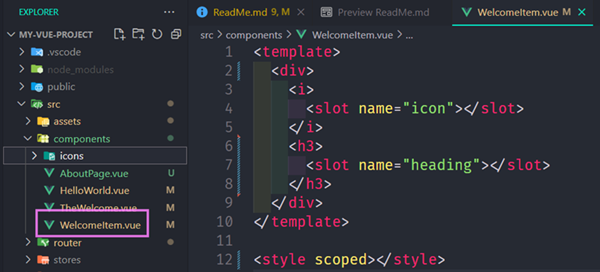 EXPLORER
MY-VUE-PROJECT
.vscode
node_modules
public
src
assets
components
icons
AboutPage.vue U
HelloWorld.vue M
TheWelcome.vue M
WelcomeItem.vue M
router
stores
ReadMe.md 9, M
Preview ReadMe.md
WelcomeItem.vue M
src > components > WelcomeItem.vue > ...
1 <template>
2 <div>
3 <i>
4 <slot name="icon"></slot>
5 </i>
6 <h3>
7 <slot name="heading"></slot>
8 </h3>
9 </div>
10 </template>
11
12 <style scoped></style>